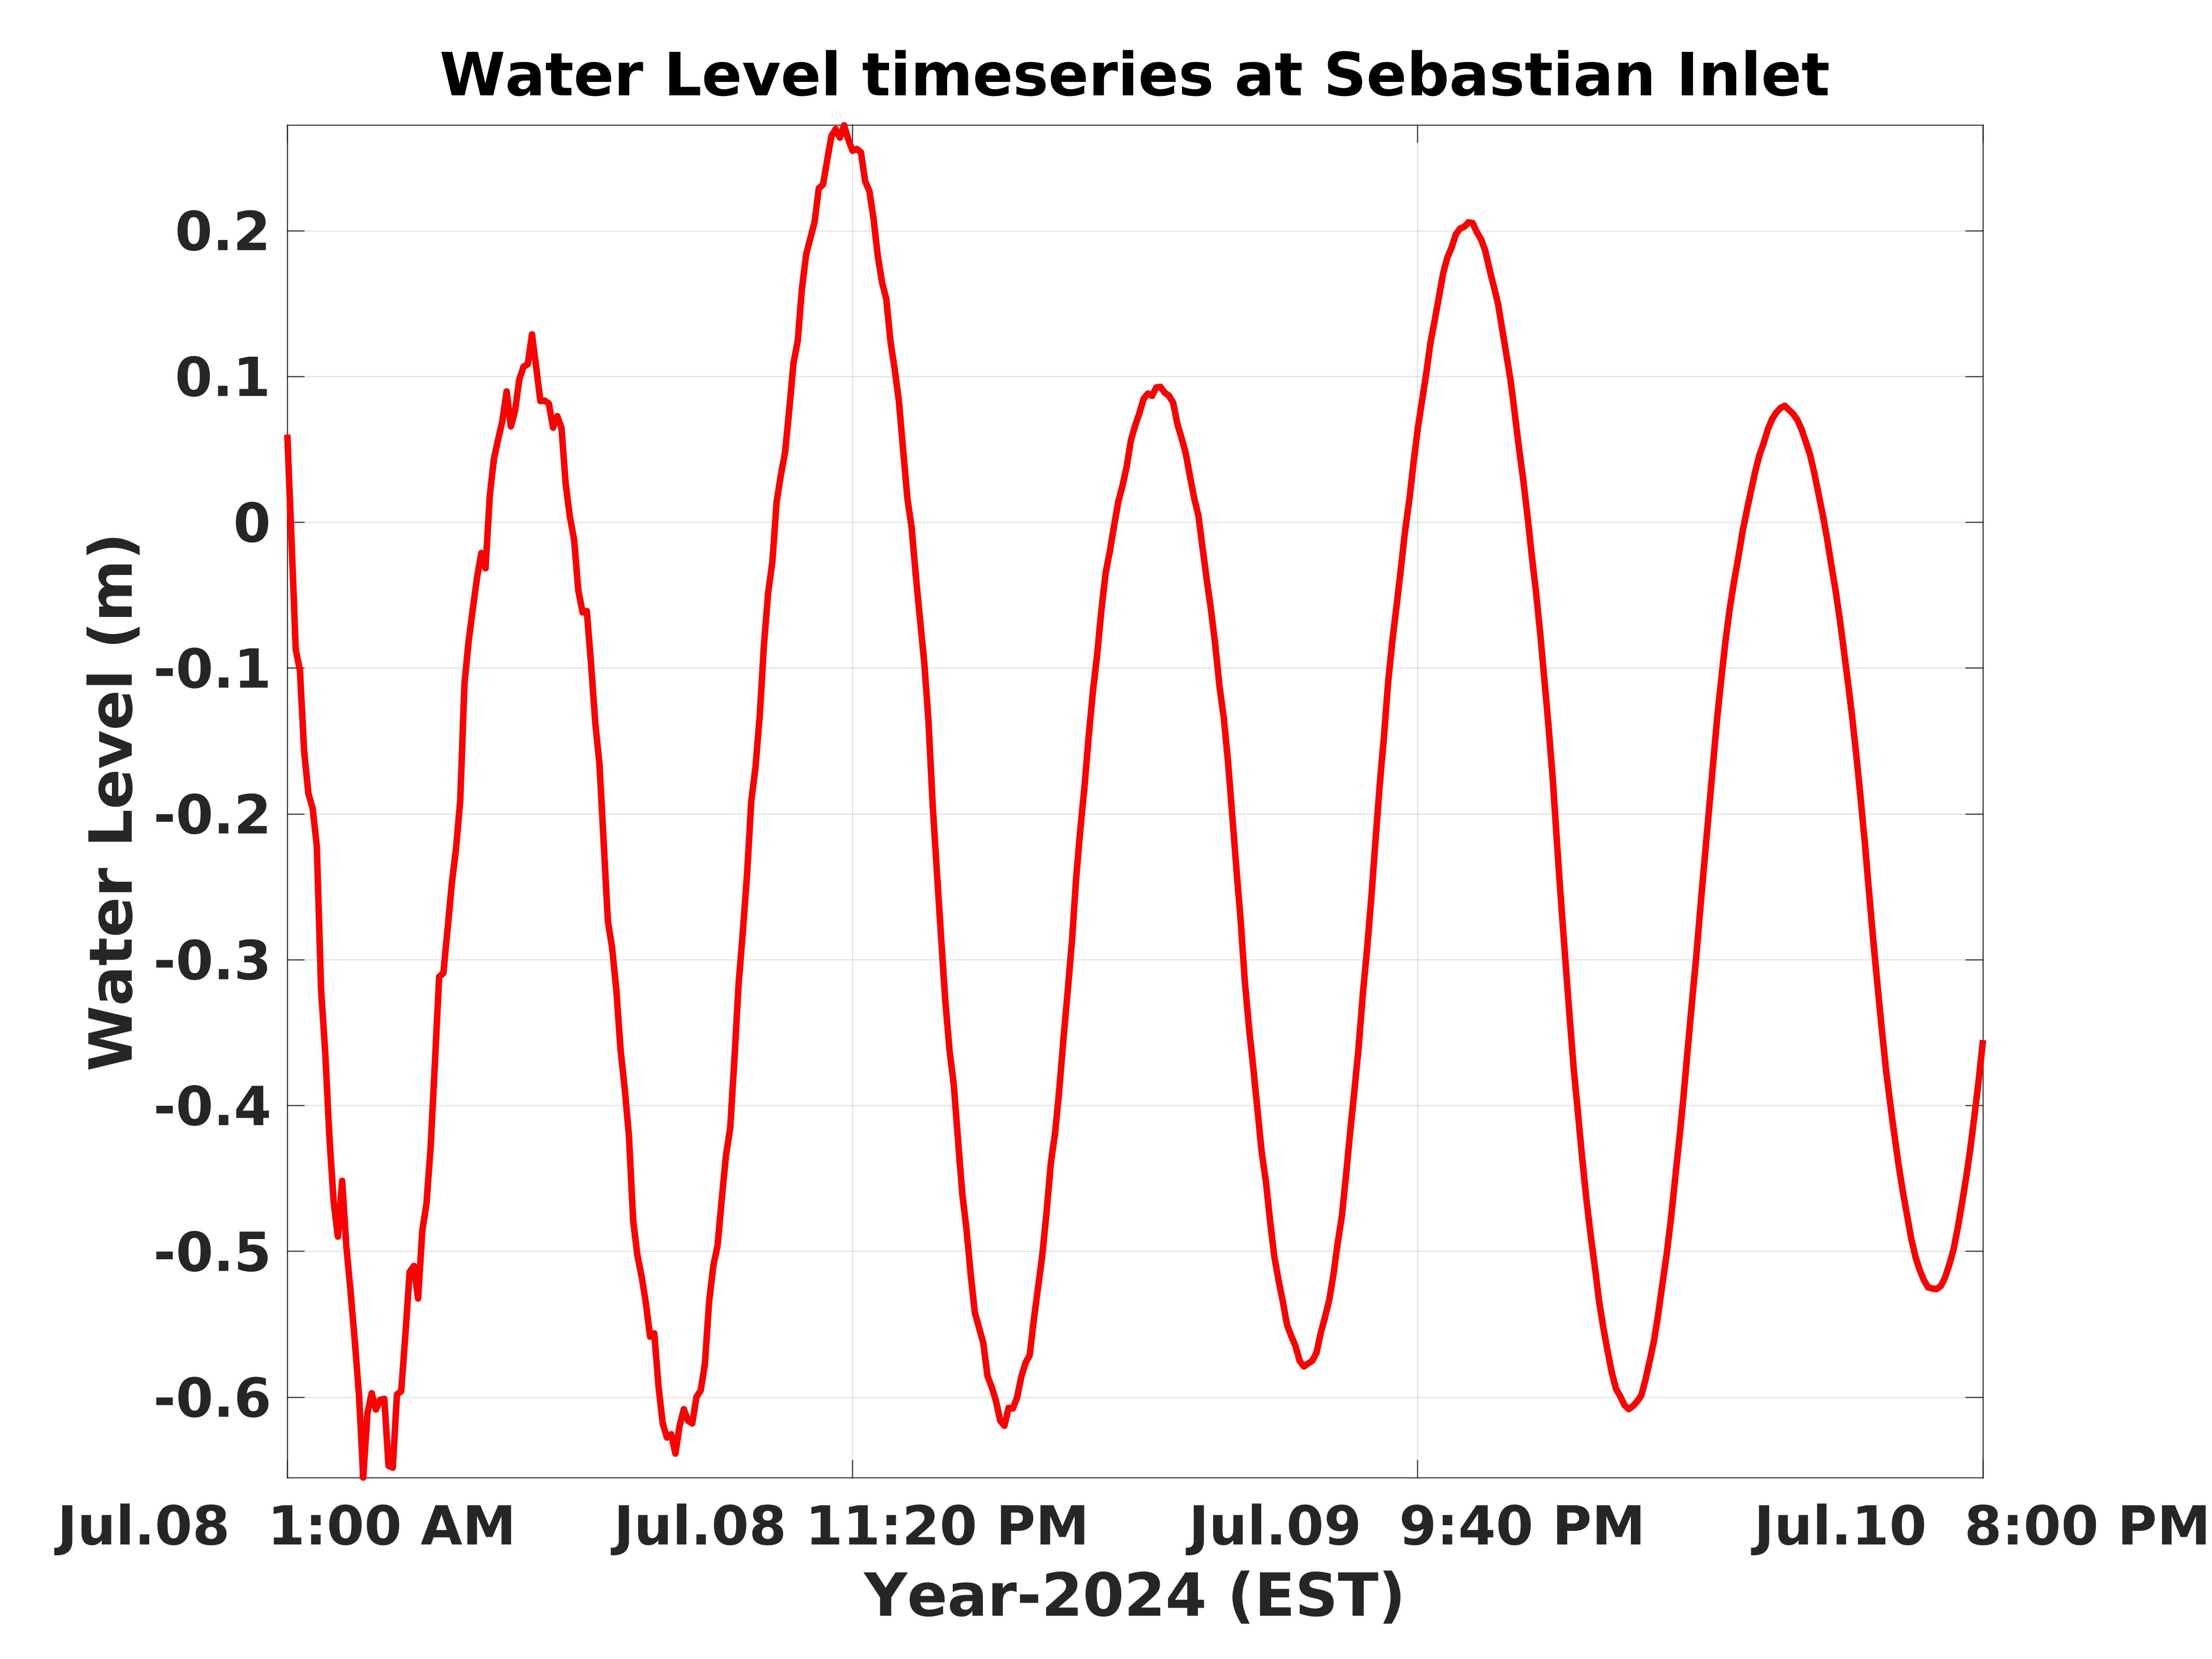 Water Level timeseries at Sebastian Inlet
Water Level (m)
0.2
0.1
0
-0.1
-0.2
-0.3
-0.4
-0.5
-0.6
Jul.08  1:00 AM
Jul.08 11:20 PM
Jul.09  9:40 PM
Jul.10  8:00 PM
Year-2024 (EST)